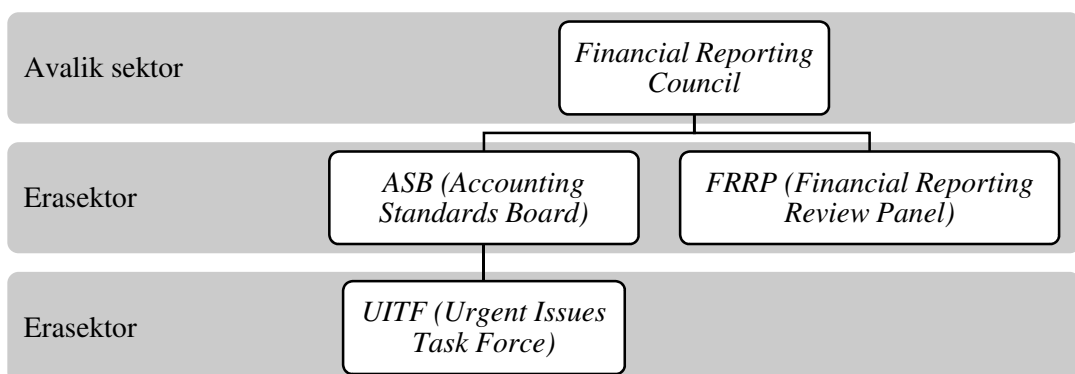 Avalik sektor
Financial Reporting
Council
Erasektor
ASB (Accounting
Standards Board)
FRRP (Financial Reporting
Review Panel)
Erasektor
UITF (Urgent Issues
Task Force)